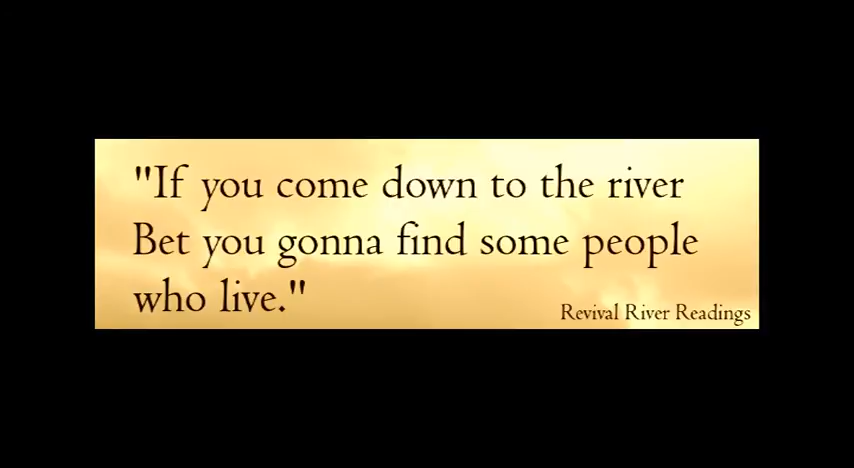 "If you come down to the river
Bet you gonna find some people
who live."
Revival River Readings